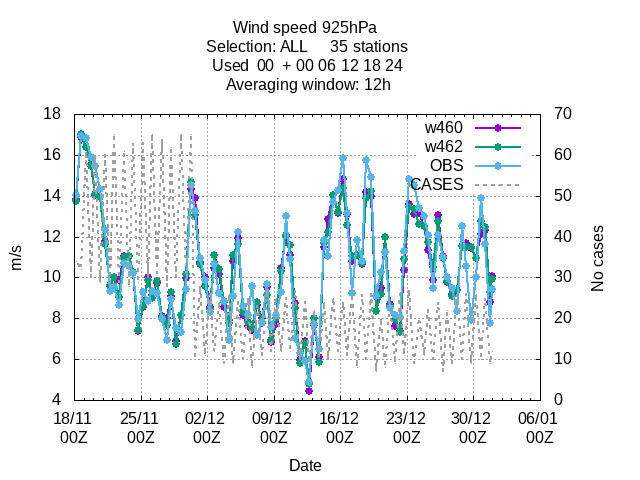 Wind speed 925hPa
Selection: ALL     35 stations
Used  00  + 00 06 12 18 24
Averaging window: 12h
18
16
14
12
10
8
6
4
m/s
70
60
50
40
30
20
10
0
No cases
w460
w462
OBS
CASES
18/11 25/11 02/12 09/12 16/12 23/12 30/12 06/01
00Z 00Z 00Z 00Z 00Z 00Z 00Z 00Z
Date